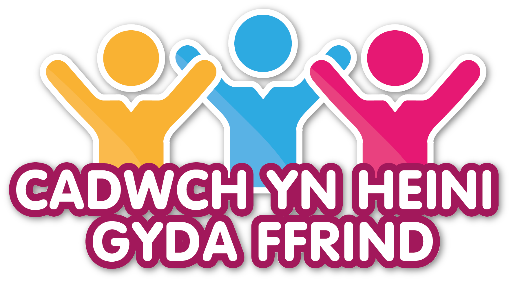 CADWCH YN HEINI
GYDA FFRIND